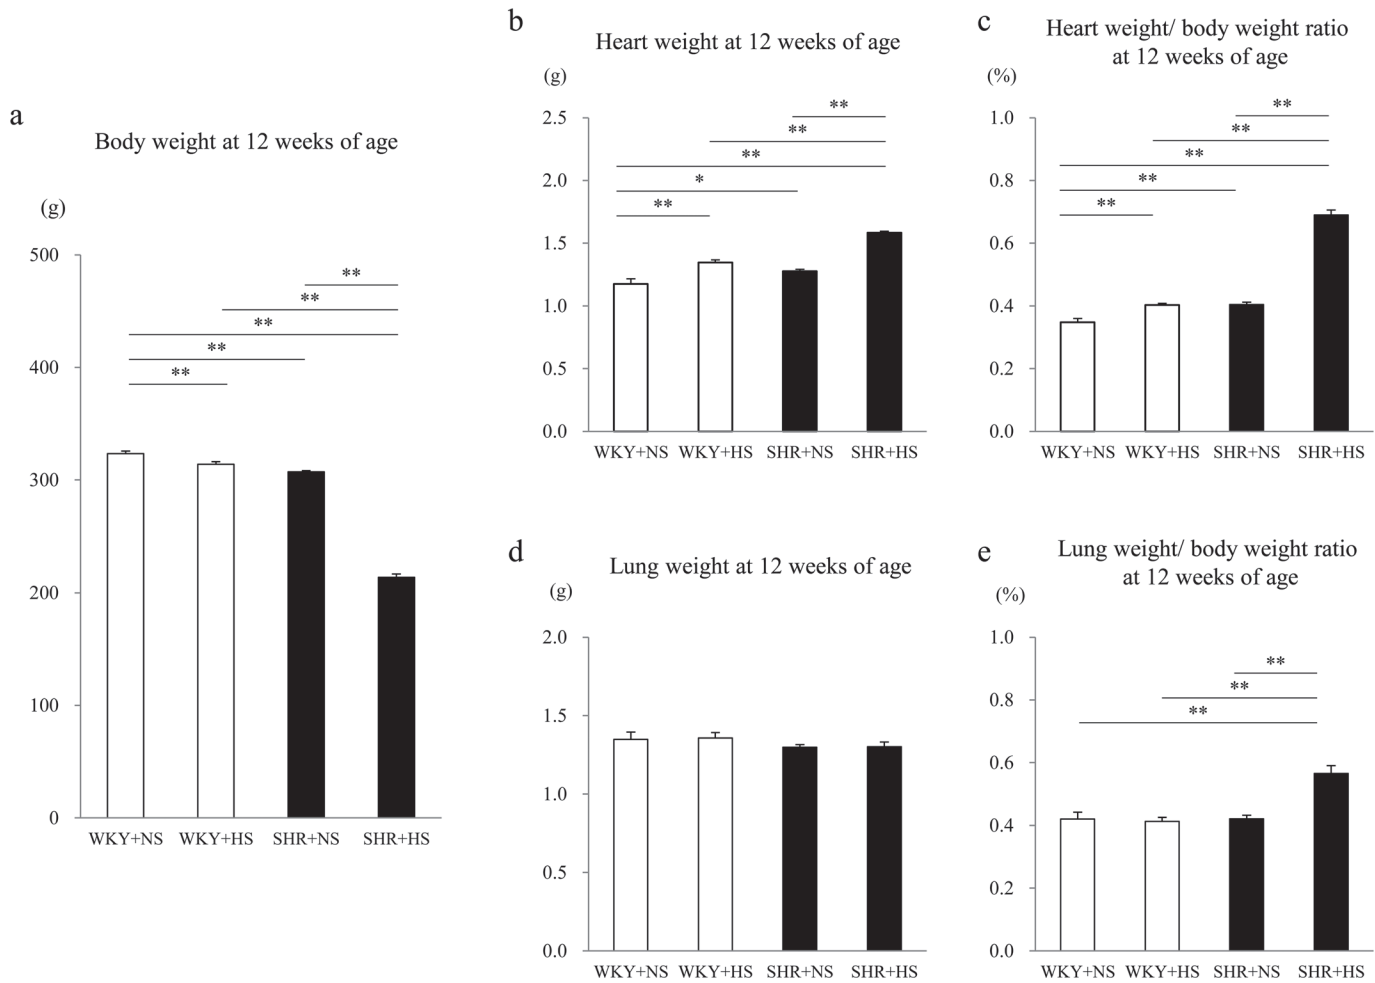 a
Body weight at 12 weeks of age
(g)
500
400
300
200
100
0
**
**
**
**
**
WKY+NS WKY+HS SHR+NS SHR+HS
b
Heart weight at 12 weeks of age
(g)
2.5
2.0
1.5
1.0
0.5
0.0
**
**
**
*
**
WKY+NS WKY+HS SHR+NS SHR+HS
c
Heart weight/ body weight ratio
at 12 weeks of age
(%)
1.0
0.8
0.6
0.4
0.2
0.0
**
**
**
**
**
WKY+NS WKY+HS SHR+NS SHR+HS
d
Lung weight at 12 weeks of age
(g)
2.0
1.5
1.0
0.5
0.0
WKY+NS WKY+HS SHR+NS SHR+HS
e
Lung weight/ body weight ratio
at 12 weeks of age
(%)
1.0
0.8
0.6
0.4
0.2
0.0
**
**
**
WKY+NS WKY+HS SHR+NS SHR+HS